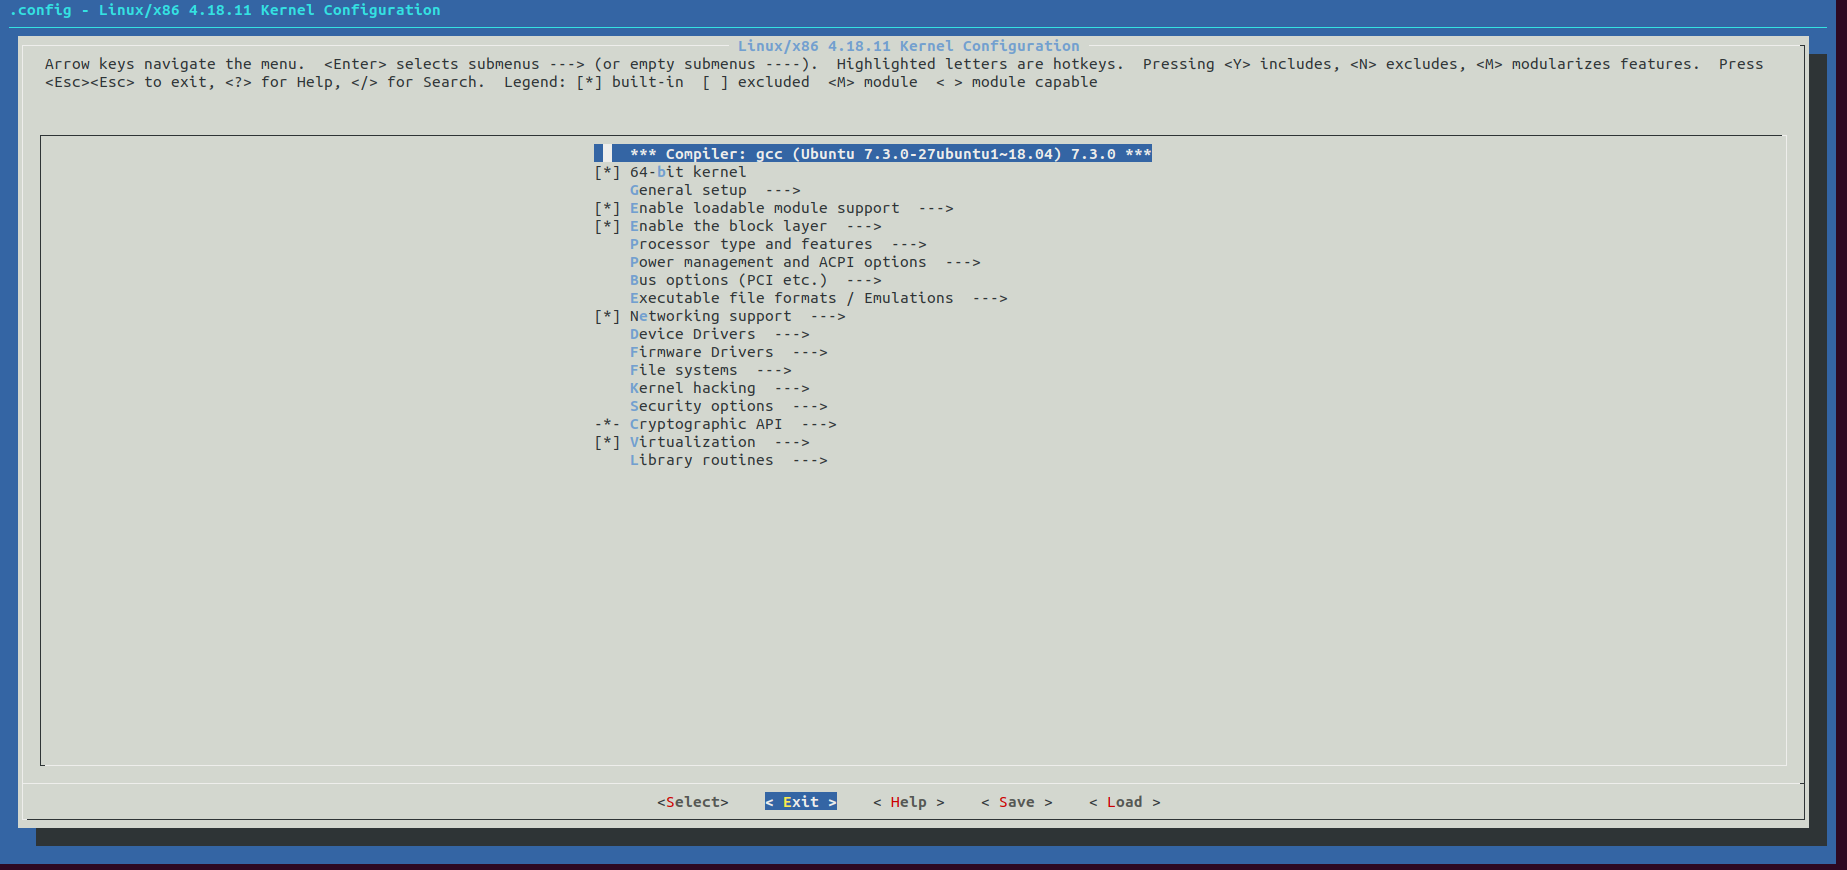 .config - Linux/x86 4.18.11 Kernel Configuration
Linux/x86 4.18.11 Kernel Configuration
Arrow keys navigate the menu.  <Enter> selects submenus ---> (or empty submenus ----).  Highlighted letters are hotkeys.  Pressing <Y> includes, <N> excludes, <M> modularizes features.  Press
<Esc><Esc> to exit, <?> for Help, </> for Search.  Legend: [*] built-in  [ ] excluded  <M> module  < > module capable
*** Compiler: gcc (Ubuntu 7.3.0-27ubuntu1~18.04) 7.3.0 ***
[*] 64-bit kernel
General setup  --->
[*] Enable loadable module support  --->
[*] Enable the block layer  --->
Processor type and features  --->
Power management and ACPI options  --->
Bus options (PCI etc.)  --->
Executable file formats / Emulations  --->
[*] Networking support  --->
Device Drivers  --->
Firmware Drivers  --->
File systems  --->
Kernel hacking  --->
Security options  --->
-*- Cryptographic API  --->
[*] Virtualization  --->
Library routines  --->
<Select>    < Exit >    < Help >    < Save >    < Load >